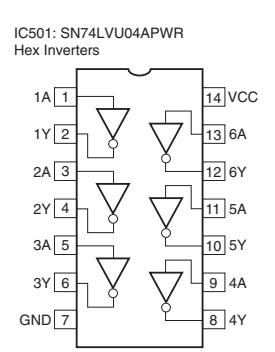 IC501: SN74LVU04APWR
Hex Inverters
1A 1 14 VCC
1Y 2 13 6A
2A 3 12 6Y
2Y 4 11 5A
3A 5 10 5Y
3Y 6 9 4A
GND 7 8 4Y